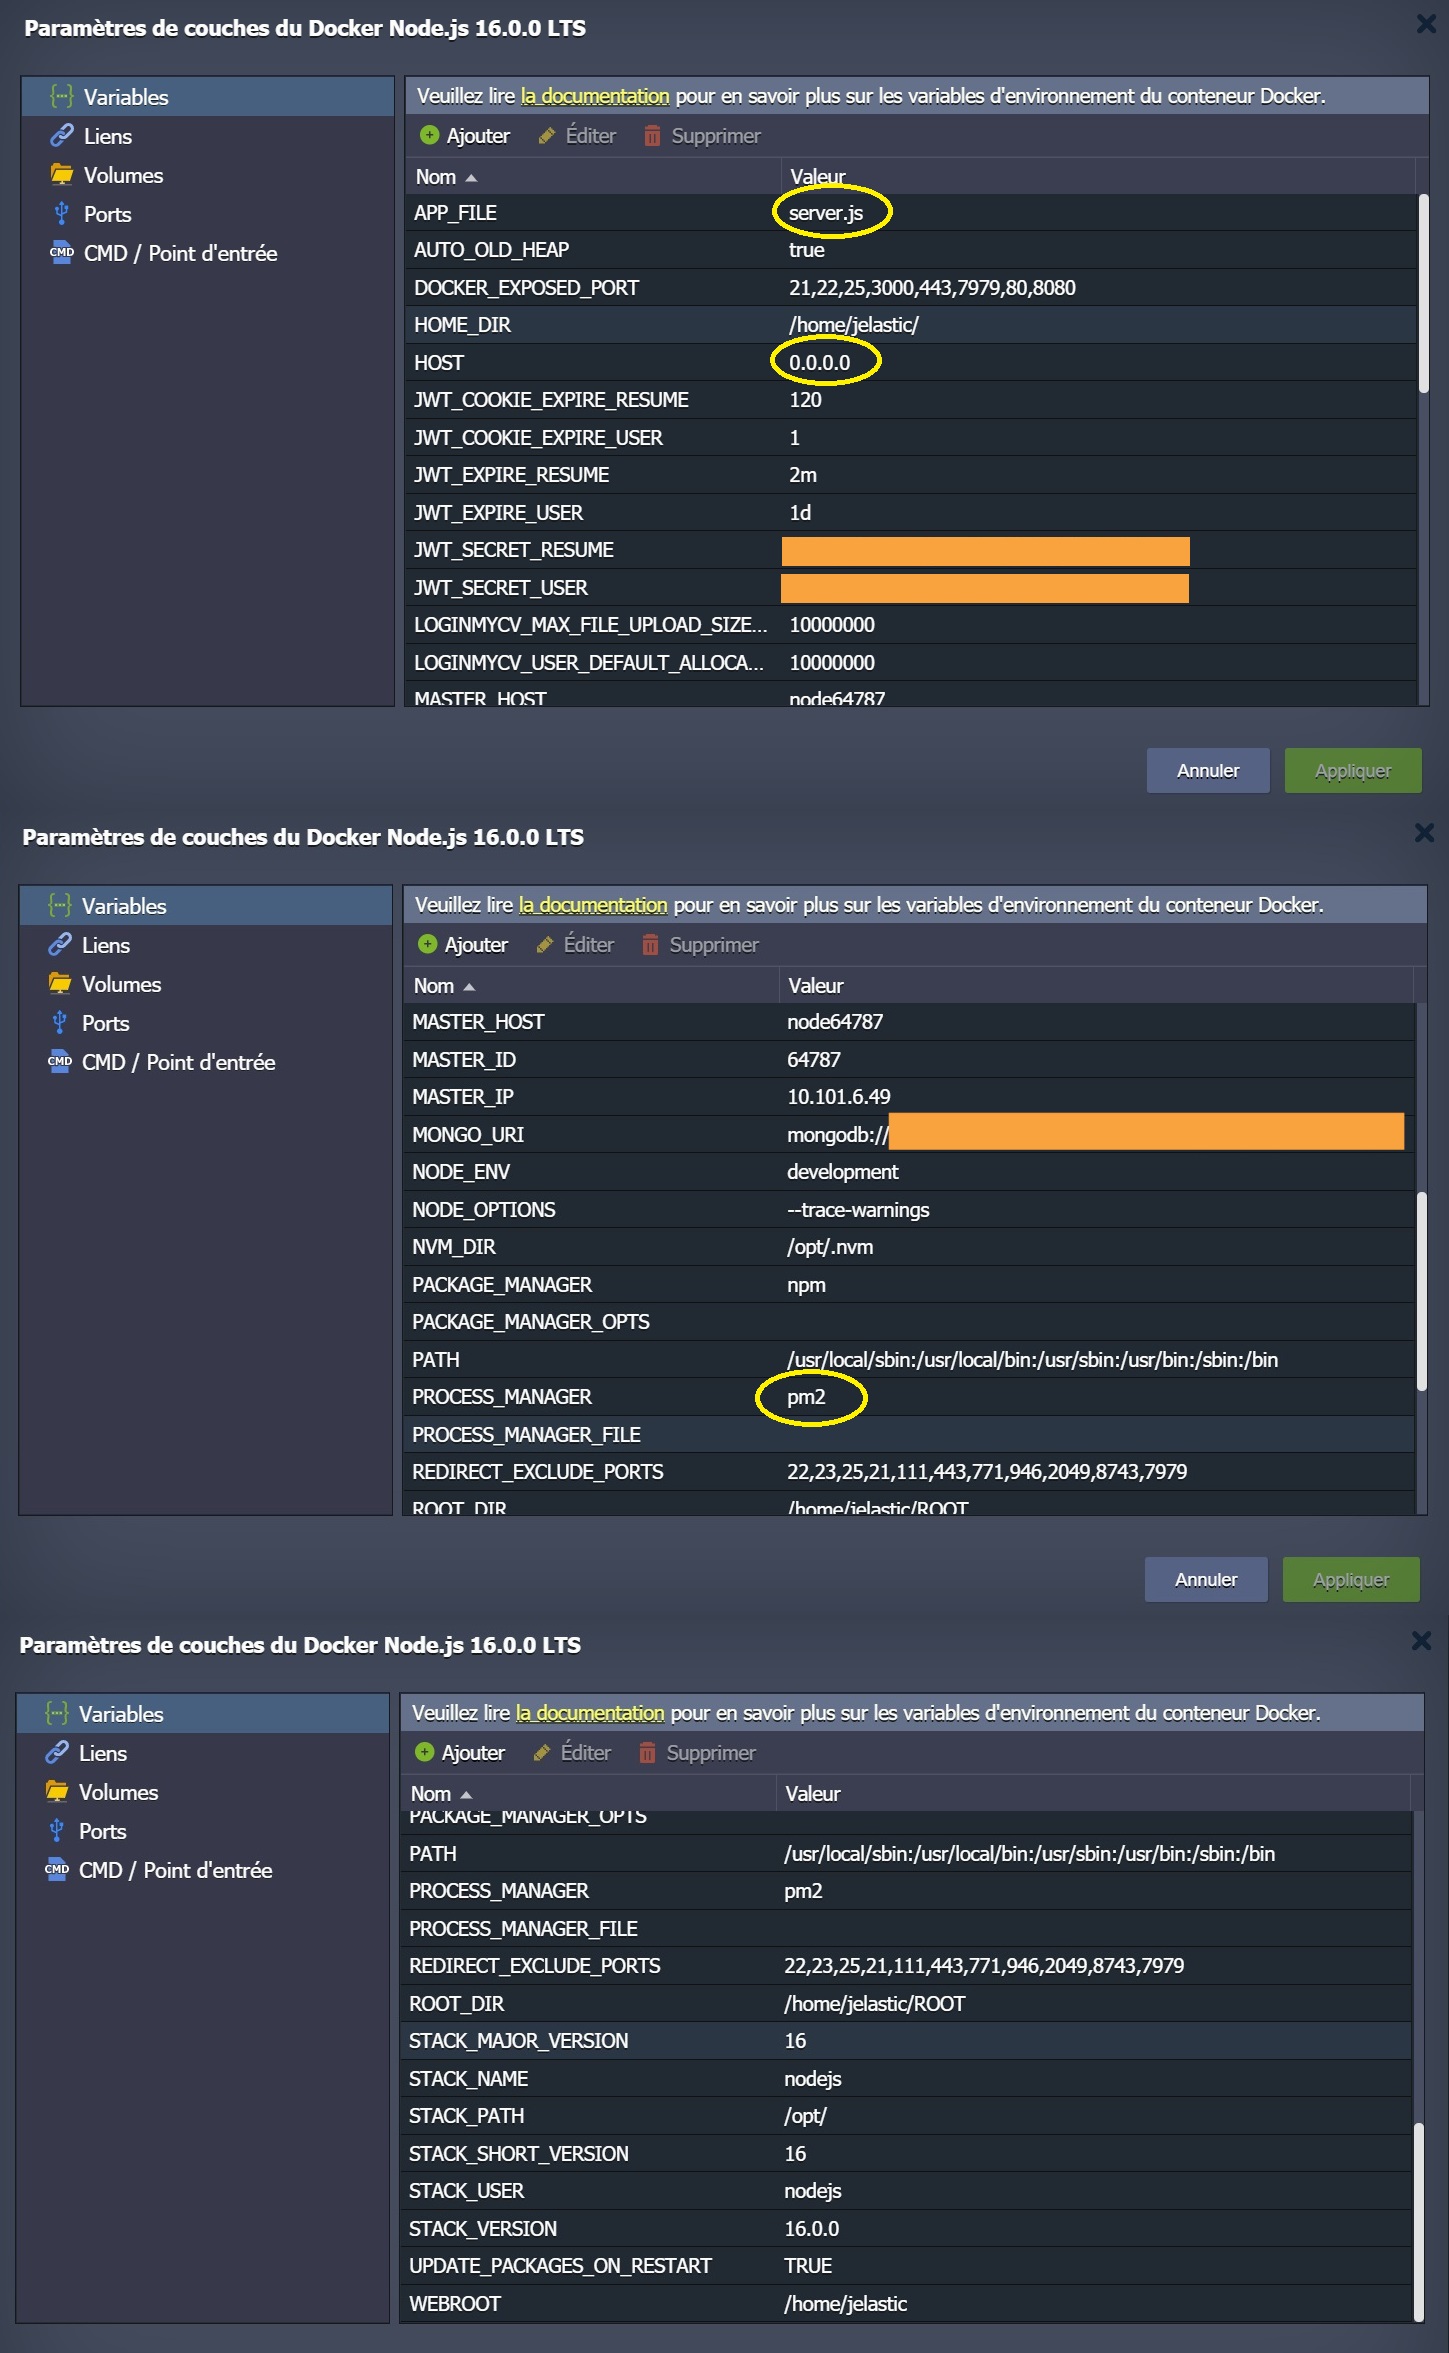 Paramètres de couches du Docker Node.js 16.0.0 LTS
Variables
Liens
Volumes
Ports
CMD CMD / Point d'entrée
Veuillez lire la documentation pour en savoir plus sur les variables d'environnement du conteneur Docker.
Ajouter Éditer Supprimer
Nom Valeur
APP_FILE server.js
AUTO_OLD_HEAP true
DOCKER_EXPOSED_PORT 21,22,25,3000,443,7979,80,8080
HOME_DIR /home/jelastic/
HOST 0.0.0.0
JWT_COOKIE_EXPIRE_RESUME 120
JWT_COOKIE_EXPIRE_USER 1
JWT_EXPIRE_RESUME 2m
JWT_EXPIRE_USER 1d
JWT_SECRET_RESUME
JWT_SECRET_USER
LOGINMYCV_MAX_FILE_UPLOAD_SIZE... 10000000
LOGINMYCV_USER_DEFAULT_ALLOCA... 10000000
MASTER_HOST node64787
Annuler Appliquer
Paramètres de couches du Docker Node.js 16.0.0 LTS
Variables
Liens
Volumes
Ports
CMD CMD / Point d'entrée
Veuillez lire la documentation pour en savoir plus sur les variables d'environnement du conteneur Docker.
Ajouter Éditer Supprimer
Nom Valeur
MASTER_HOST node64787
MASTER_ID 64787
MASTER_IP 10.101.6.49
MONGO_URI mongodb://
NODE_ENV development
NODE_OPTIONS --trace-warnings
NVM_DIR /opt/.nvm
PACKAGE_MANAGER npm
PACKAGE_MANAGER_OPTS
PATH /usr/local/sbin:/usr/local/bin:/usr/sbin:/usr/bin:/sbin:/bin
PROCESS_MANAGER pm2
PROCESS_MANAGER_FILE
REDIRECT_EXCLUDE_PORTS 22,23,25,21,111,443,771,946,2049,8743,7979
ROOT_DIR /home/jelastic/ROOT
Annuler Appliquer
Paramètres de couches du Docker Node.js 16.0.0 LTS
Variables
Liens
Volumes
Ports
CMD CMD / Point d'entrée
Veuillez lire la documentation pour en savoir plus sur les variables d'environnement du conteneur Docker.
Ajouter Éditer Supprimer
Nom Valeur
PACKAGE_MANAGER_OPTS
PATH /usr/local/sbin:/usr/local/bin:/usr/sbin:/usr/bin:/sbin:/bin
PROCESS_MANAGER pm2
PROCESS_MANAGER_FILE
REDIRECT_EXCLUDE_PORTS 22,23,25,21,111,443,771,946,2049,8743,7979
ROOT_DIR /home/jelastic/ROOT
STACK_MAJOR_VERSION 16
STACK_NAME nodejs
STACK_PATH /opt/
STACK_SHORT_VERSION 16
STACK_USER nodejs
STACK_VERSION 16.0.0
UPDATE_PACKAGES_ON_RESTART TRUE
WEBROOT /home/jelastic